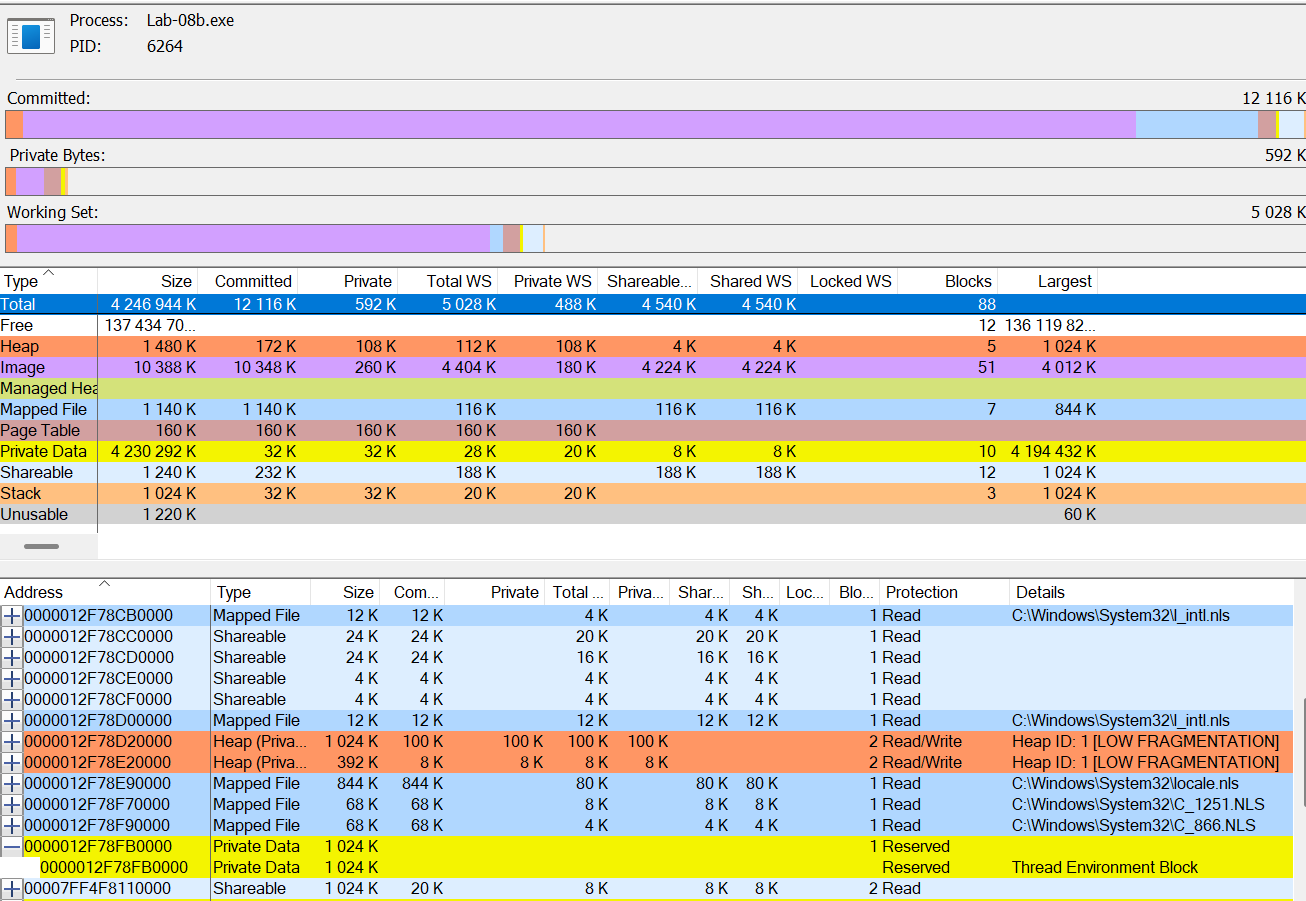 Process: Lab-08b.exe
PID: 6264
Committed: 12 116 K
Private Bytes: 592 K
Working Set: 5 028 K
Type Size Committed Private Total WS Private WS Shareable... Shared WS Locked WS Blocks Largest
Total 4 246 944 K 12 116 K 592 K 5 028 K 488 K 4 540 K 4 540 K 88
Free 137 434 70... 12 136 119 82...
Heap 1 480 K 172 K 108 K 112 K 108 K 4 K 4 K 5 1 024 K
Image 10 388 K 10 348 K 260 K 4 404 K 180 K 4 224 K 4 224 K 51 4 012 K
Managed Hea
Mapped File 1 140 K 1 140 K 116 K 116 K 116 K 7 844 K
Page Table 160 K 160 K 160 K 160 K 160 K
Private Data 4 230 292 K 32 K 32 K 28 K 20 K 8 K 8 K 10 4 194 432 K
Shareable 1 240 K 232 K 188 K 188 K 188 K 12 1 024 K
Stack 1 024 K 32 K 32 K 20 K 20 K 3 1 024 K
Unusable 1 220 K 60 K
Address Type Size Com... Private Total ... Priva... Shar... Sh... Loc... Blo... Protection Details
0000012F78CB0000 Mapped File 12 K 12 K 4 K 4 K 4 K 1 Read C:\Windows\System32\l_intl.nls
0000012F78CC0000 Shareable 24 K 24 K 20 K 20 K 20 K 1 Read
0000012F78CD0000 Shareable 24 K 24 K 16 K 16 K 16 K 1 Read
0000012F78CE0000 Shareable 4 K 4 K 4 K 4 K 4 K 1 Read
0000012F78CF0000 Shareable 4 K 4 K 4 K 4 K 4 K 1 Read
0000012F78D00000 Mapped File 12 K 12 K 12 K 12 K 12 K 1 Read C:\Windows\System32\l_intl.nls
0000012F78D20000 Heap (Priva... 1 024 K 100 K 100 K 100 K 100 K 2 Read/Write Heap ID: 1 [LOW FRAGMENTATION]
0000012F78E20000 Heap (Priva... 392 K 8 K 8 K 8 K 8 K 2 Read/Write Heap ID: 1 [LOW FRAGMENTATION]
0000012F78E90000 Mapped File 844 K 844 K 80 K 80 K 80 K 1 Read C:\Windows\System32\locale.nls
0000012F78F70000 Mapped File 68 K 68 K 8 K 8 K 8 K 1 Read C:\Windows\System32\C_1251.NLS
0000012F78F90000 Mapped File 68 K 68 K 4 K 4 K 4 K 1 Read C:\Windows\System32\C_866.NLS
0000012F78FB0000 Private Data 1 024 K 1 Reserved
0000012F78FB0000 Private Data 1 024 K Reserved Thread Environment Block
00007FF4F8110000 Shareable 1 024 K 20 K 8 K 8 K 8 K 2 Read